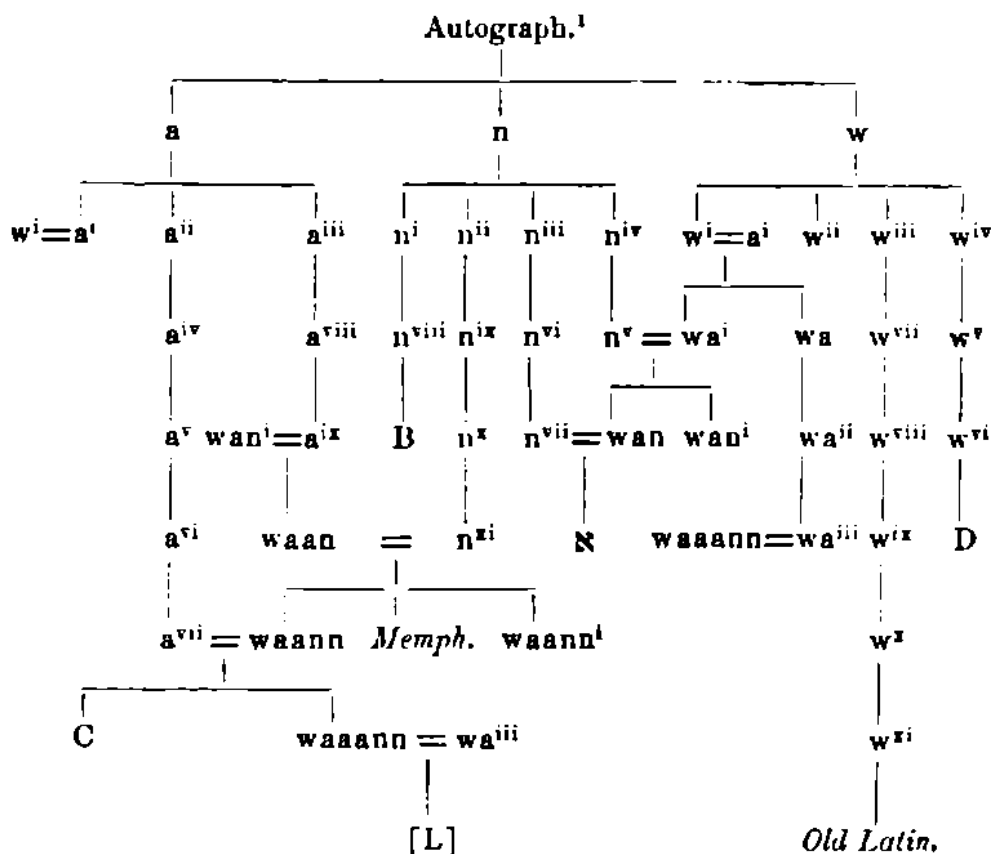 Autograph.¹
a n w
wⁱ=aⁱ aⁱⁱ aⁱⁱⁱ nⁱ nⁱⁱ nⁱⁱⁱ nⁱᵛ wⁱ=aⁱ wⁱⁱ wⁱⁱⁱ wⁱᵛ
aⁱᵛ aᵛⁱⁱⁱ nᵛⁱⁱⁱ nⁱˣ nᵛⁱ nᵛ=waⁱ wa wᵛⁱⁱ wᵛ
aᵛ wanⁱ=aⁱˣ B nˣ nᵛⁱⁱ=wan wanⁱ waⁱⁱ wᵛⁱⁱⁱ wᵛⁱ
aᵛⁱ waan = nˣⁱ א waaann=waⁱⁱⁱ wⁱˣ D
aᵛⁱⁱ=waann Memph. waannⁱ wˣ
C waaann=waⁱⁱⁱ wˣⁱ
[L] Old Latin.